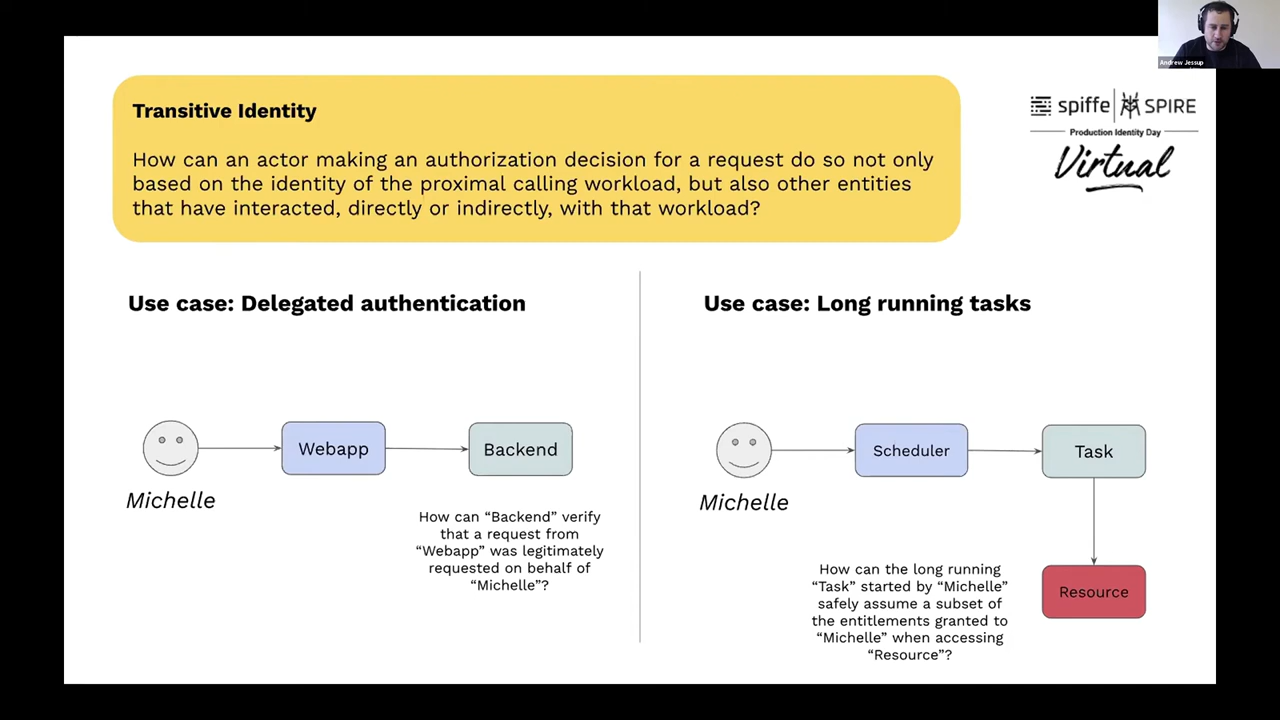 Andrew Jessup
Transitive Identity
How can an actor making an authorization decision for a request do so not only
based on the identity of the proximal calling workload, but also other entities
that have interacted, directly or indirectly, with that workload?
spiffe
SPIRE
Production Identity Day
Virtual
Use case: Delegated authentication
Michelle
Webapp
Backend
How can “Backend” verify
that a request from
“Webapp” was legitimately
requested on behalf of
“Michelle”?
Use case: Long running tasks
Michelle
Scheduler
Task
Resource
How can the long running
“Task” started by “Michelle”
safely assume a subset of
the entitlements granted to
“Michelle” when accessing
“Resource”?